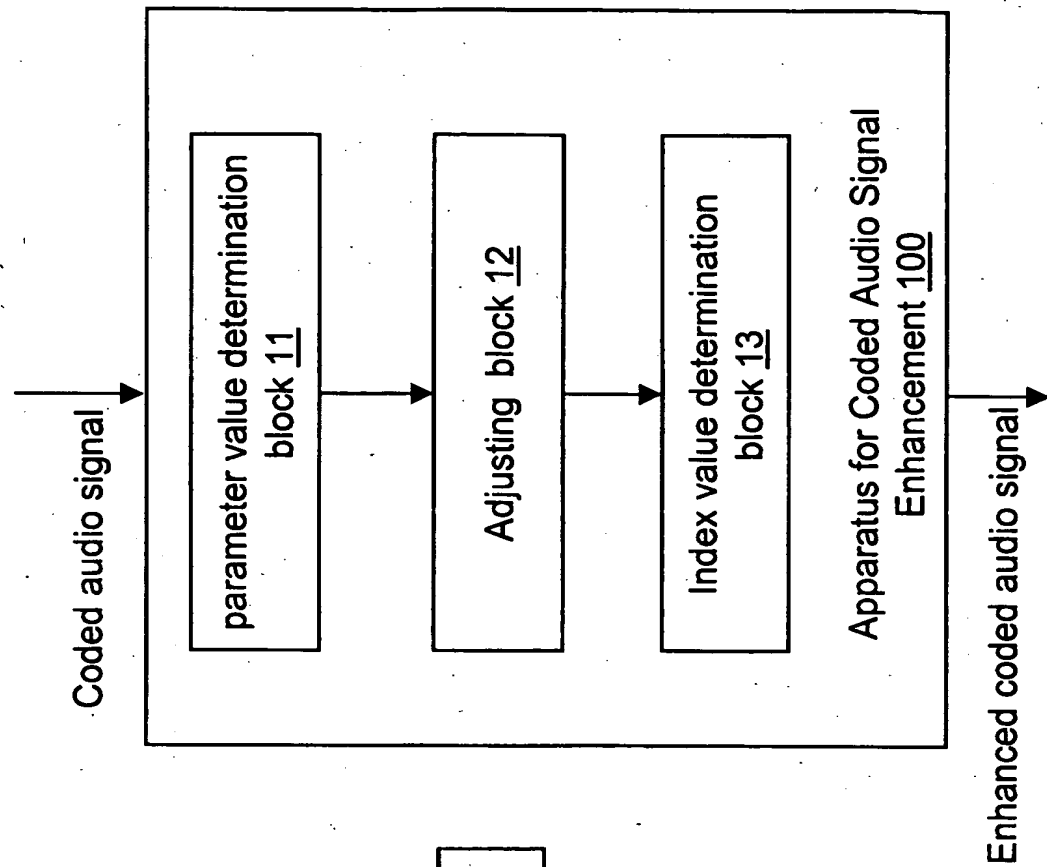 Coded audio signal
parameter value determination
block 11
Adjusting block 12
Index value determination
block 13
Apparatus for Coded Audio Signal
Enhancement 100
Enhanced coded audio signal